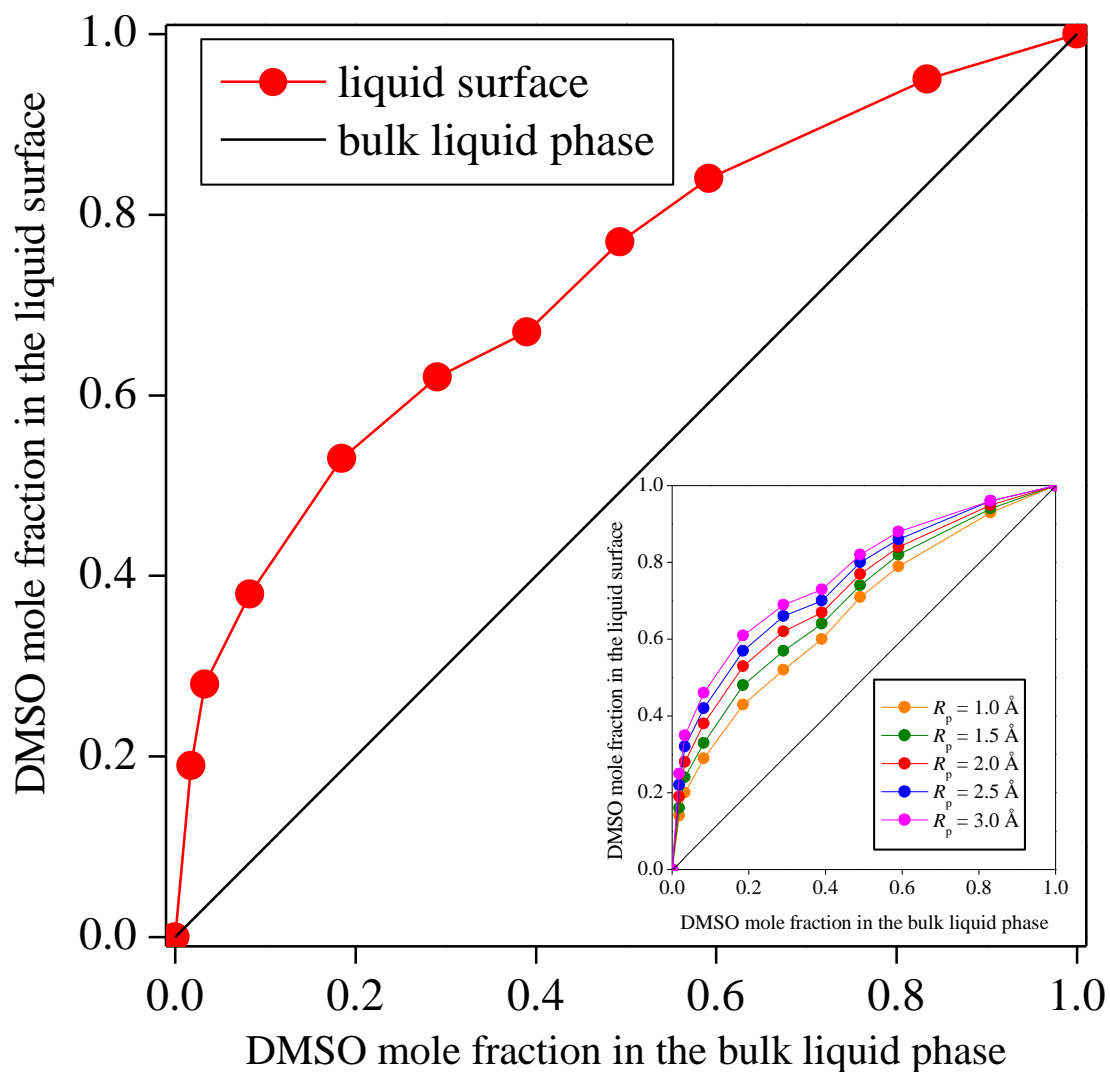 1.0
0.8
0.6
0.4
0.2
0.0
DMSO mole fraction in the liquid surface
liquid surface
bulk liquid phase
1.0
0.8
0.6
0.4
0.2
0.0
DMSO mole fraction in the liquid surface
Rₚ = 1.0 Å
Rₚ = 1.5 Å
Rₚ = 2.0 Å
Rₚ = 2.5 Å
Rₚ = 3.0 Å
0.0 0.2 0.4 0.6 0.8 1.0
DMSO mole fraction in the bulk liquid phase
0.0 0.2 0.4 0.6 0.8 1.0
DMSO mole fraction in the bulk liquid phase